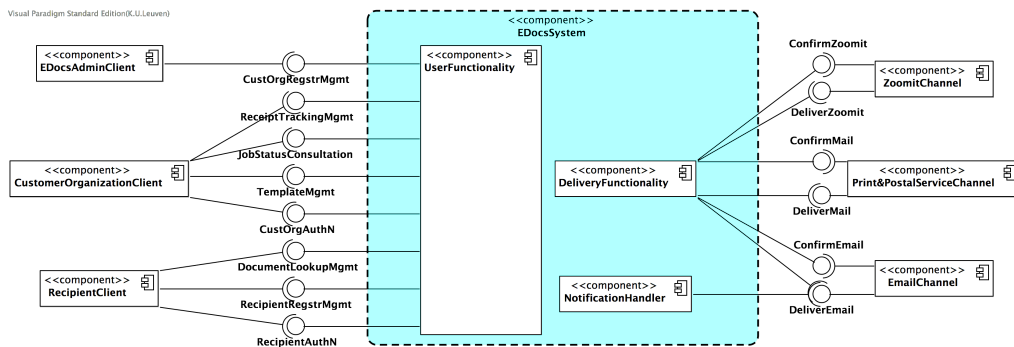 Visual Paradigm Standard Edition(K.U.Leuven)
<<component>>
EDocsSystem
<<component>>
EDocsAdminClient
CustOrgRegstrMgmt
<<component>>
UserFunctionality
ConfirmZoomit
<<component>>
ZoomitChannel
DeliverZoomit
ReceiptTrackingMgmt
JobStatusConsultation
<<component>>
CustomerOrganizationClient
TemplateMgmt
CustOrgAuthN
<<component>>
DeliveryFunctionality
ConfirmMail
<<component>>
Print&PostalServiceChannel
DeliverMail
<<component>>
RecipientClient
DocumentLookupMgmt
RecipientRegstrMgmt
RecipientAuthN
<<component>>
NotificationHandler
ConfirmEmail
<<component>>
EmailChannel
DeliverEmail